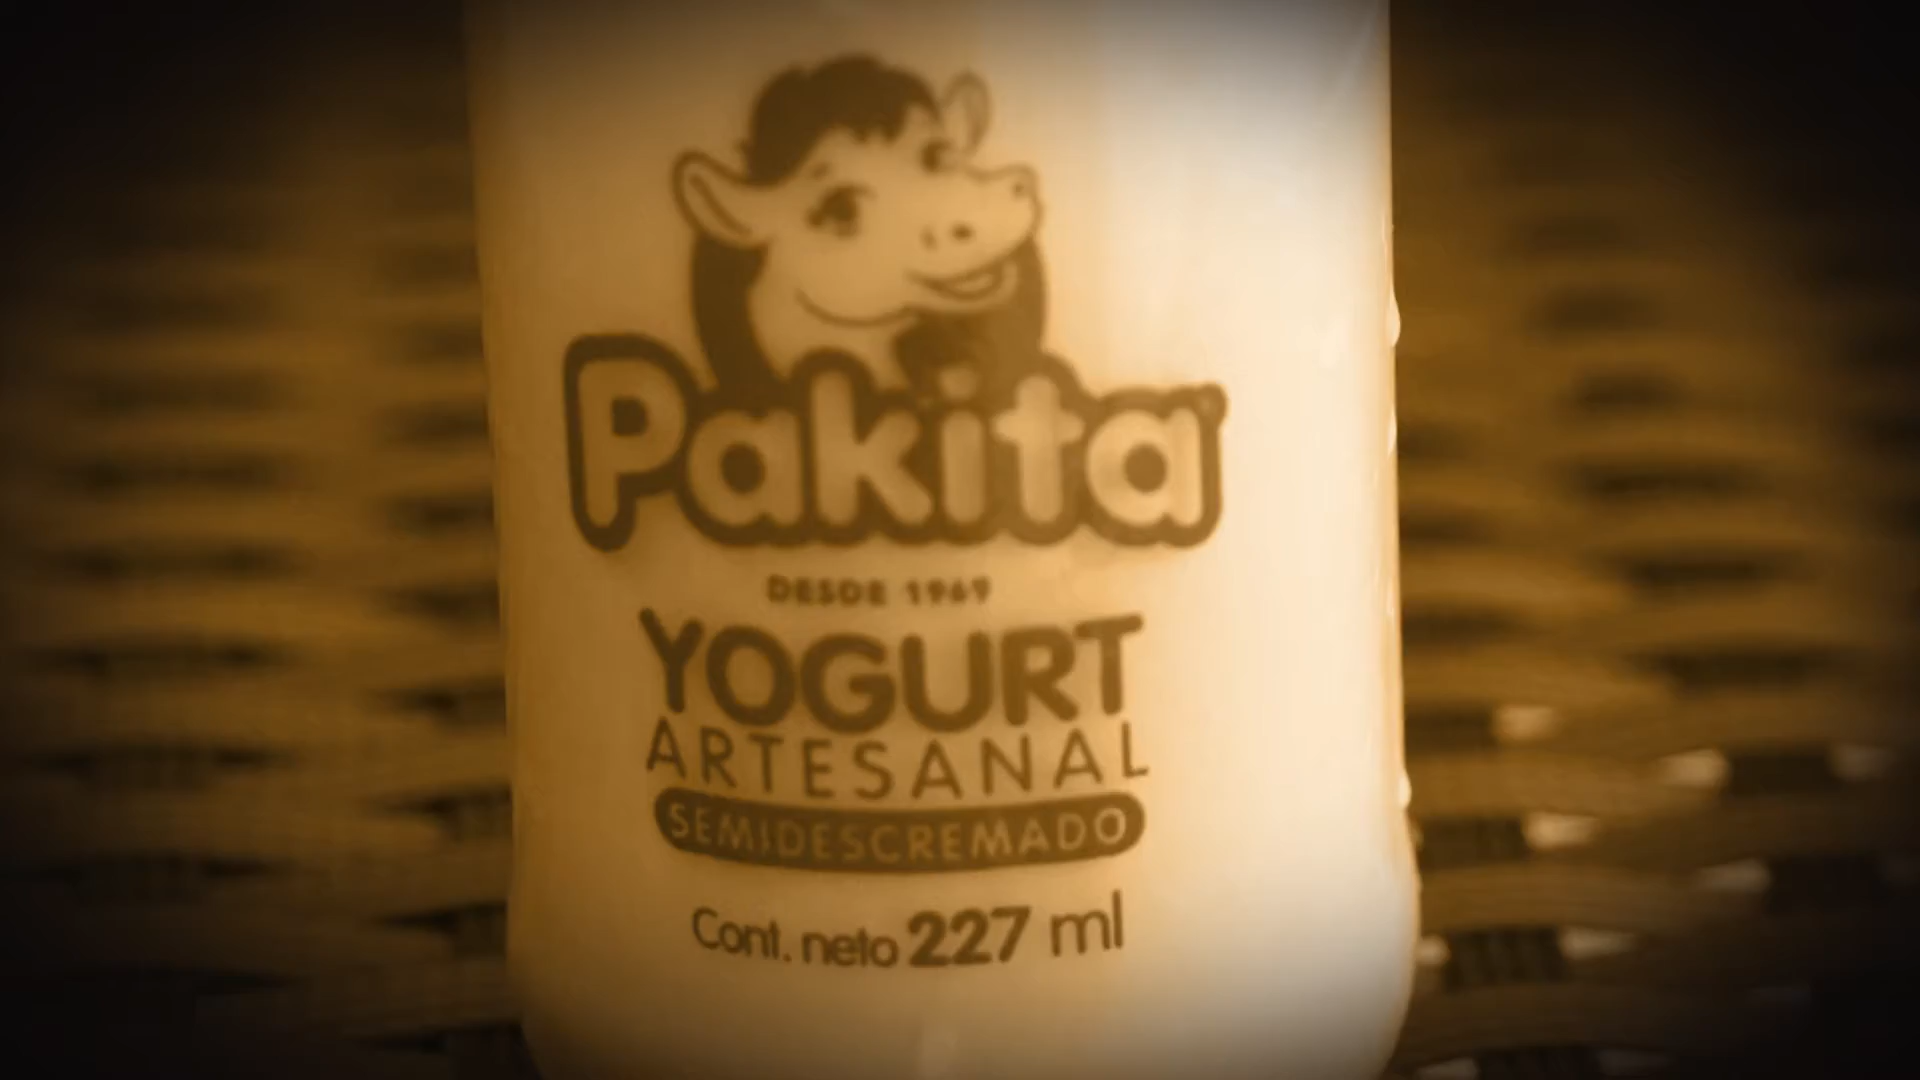 Pakita
DESDE 1969
YOGURT
ARTESANAL
SEMIDESCREMADO
Cont. neto 227 ml